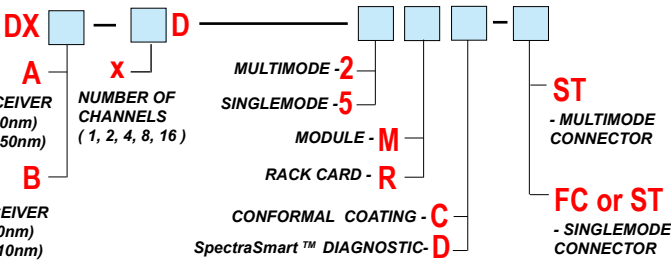 DX D
A x MULTIMODE - 2 ST
NUMBER OF CHANNELS ( 1, 2, 4, 8, 16 )
SINGLEMODE - 5
- MULTIMODE CONNECTOR
MODULE - M
B
RACK CARD - R
FC or ST
CONFORMAL COATING - C
- SINGLEMODE CONNECTOR
SpectraSmart ™ DIAGNOSTIC- D